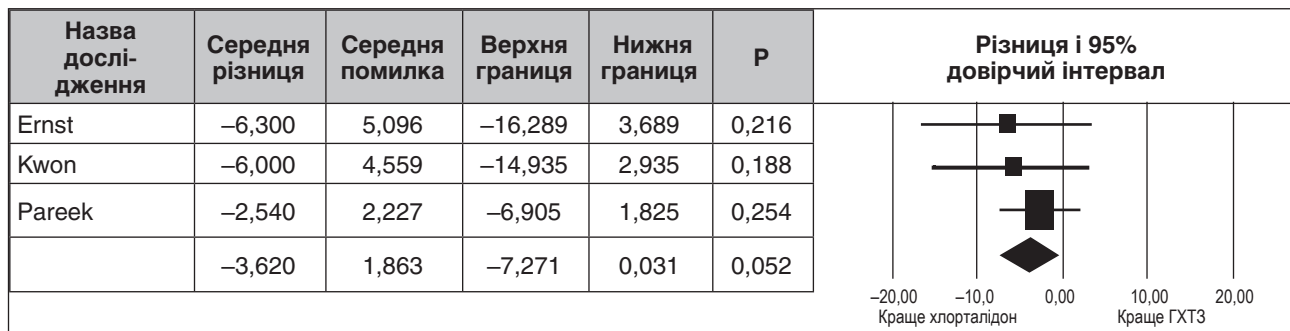 Назва дослі-дження Середня різниця Середня помилка Верхня границя Нижня границя P Різниця і 95% довірчий інтервал
Ernst –6,300 5,096 –16,289 3,689 0,216
Kwon –6,000 4,559 –14,935 2,935 0,188
Pareek –2,540 2,227 –6,905 1,825 0,254
–3,620 1,863 –7,271 0,031 0,052
–20,00 –10,0 0,00 10,00 20,00
Краще хлорталідон Краще ГХТЗ